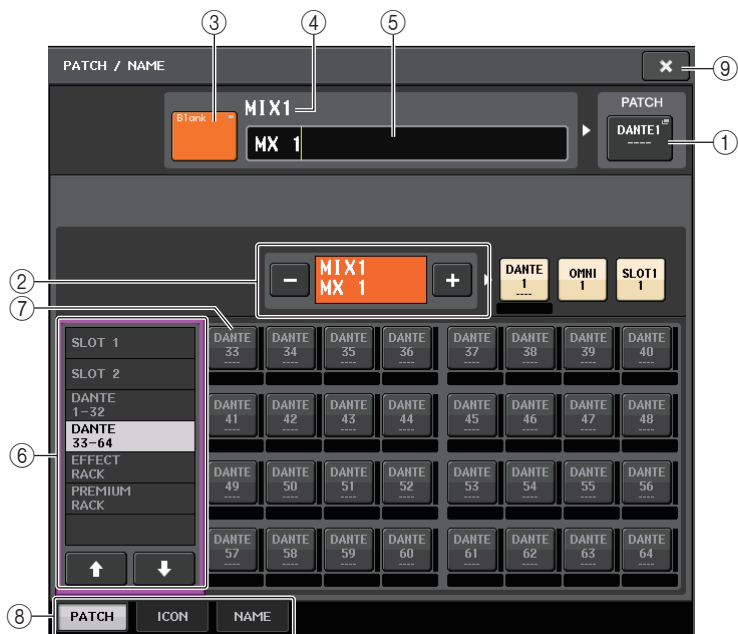 ③ ④ ⑤
PATCH / NAME
× ⑨
Blank
MIX1
MX 1
PATCH
DANTE1
----
①
②
− MIX1
MX 1 +
DANTE
1
----
OMNI
1
SLOT1
1
⑦
SLOT 1
SLOT 2
DANTE
1-32
DANTE
33-64
EFFECT
RACK
PREMIUM
RACK
⑥
DANTE DANTE DANTE DANTE DANTE DANTE DANTE DANTE
33 34 35 36 37 38 39 40
---- ---- ---- ---- ---- ---- ---- ----
DANTE DANTE DANTE DANTE DANTE DANTE DANTE DANTE
41 42 43 44 45 46 47 48
---- ---- ---- ---- ---- ---- ---- ----
DANTE DANTE DANTE DANTE DANTE DANTE DANTE DANTE
49 50 51 52 53 54 55 56
---- ---- ---- ---- ---- ---- ---- ----
DANTE DANTE DANTE DANTE DANTE DANTE DANTE DANTE
57 58 59 60 61 62 63 64
---- ---- ---- ---- ---- ---- ---- ----
⑧
PATCH ICON NAME